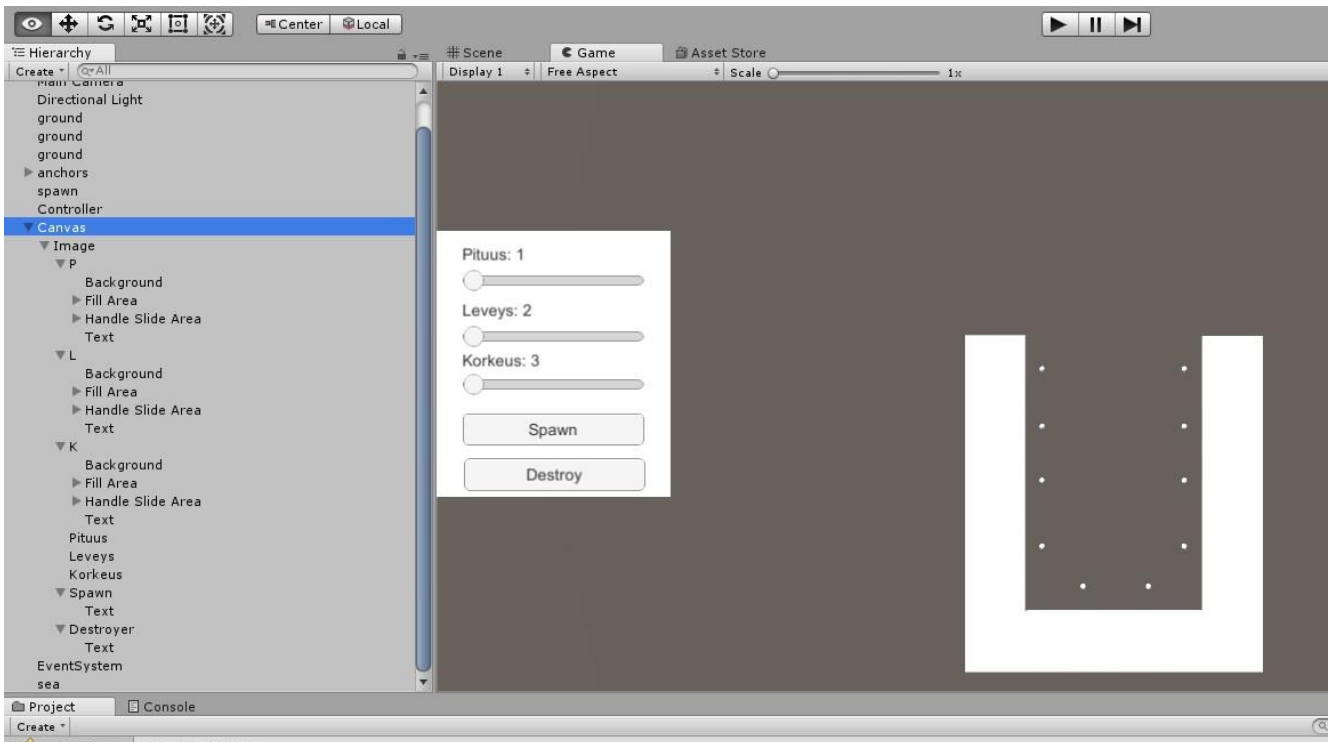 Center Local
Hierarchy
Create All
Main Camera
Directional Light
ground
ground
ground
anchors
spawn
Controller
Canvas
Image
P
Background
Fill Area
Handle Slide Area
Text
L
Background
Fill Area
Handle Slide Area
Text
K
Background
Fill Area
Handle Slide Area
Text
Pituus
Leveys
Korkeus
Spawn
Text
Destroyer
Text
EventSystem
sea
Scene Game Asset Store
Display 1 Free Aspect Scale 1x
Pituus: 1
Leveys: 2
Korkeus: 3
Spawn
Destroy
Project Console
Create